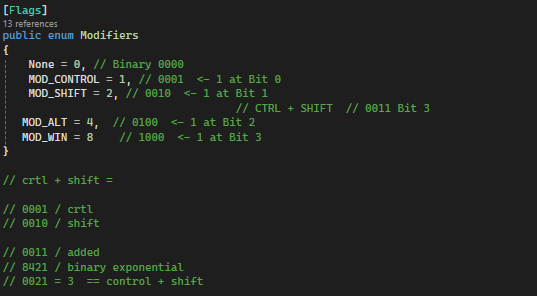 [Flags]
13 references
public enum Modifiers
{
None = 0, // Binary 0000
MOD_CONTROL = 1, // 0001 <- 1 at Bit 0
MOD_SHIFT = 2, // 0010 <- 1 at Bit 1
// CTRL + SHIFT // 0011 Bit 3
MOD_ALT = 4, // 0100 <- 1 at Bit 2
MOD_WIN = 8 // 1000 <- 1 at Bit 3
}
// crtl + shift =
// 0001 / crtl
// 0010 / shift
// 0011 / added
// 8421 / binary exponential
// 0021 = 3 == control + shift